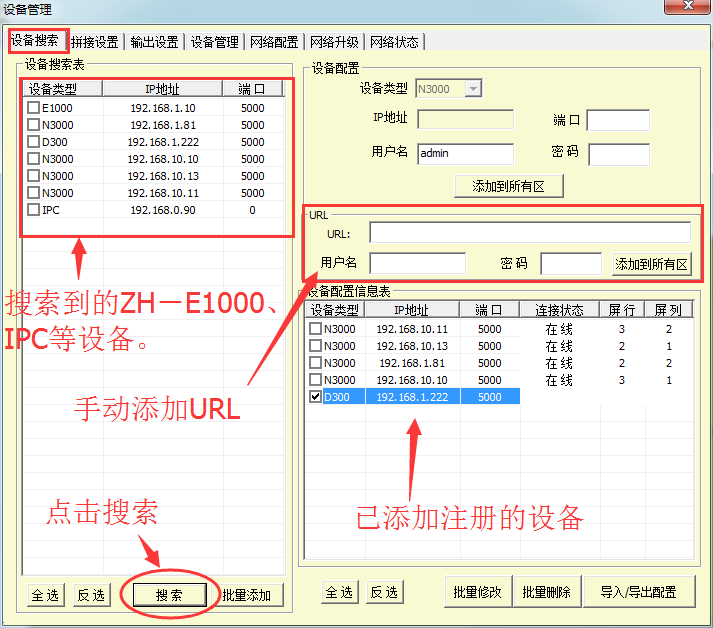 设备管理
设备搜索 拼接设置 输出设置 设备管理 网络配置 网络升级 网络状态
设备搜索表
设备类型 IP地址 端 口
E1000 192.168.1.10 5000
N3000 192.168.1.81 5000
D300 192.168.1.222 5000
N3000 192.168.10.10 5000
N3000 192.168.10.13 5000
N3000 192.168.10.11 5000
IPC 192.168.0.90 0
搜索到的ZH－E1000、
IPC等设备。
手动添加URL
点击搜索
全 选 反 选 搜 索 批量添加
设备配置
设备类型 N3000
IP地址 端 口
用户名 admin 密 码
添加到所有区
URL
URL:
用户名 密 码 添加到所有区
设备配置信息表
设备类型 IP地址 端 口 连接状态 屏 行 屏 列
N3000 192.168.10.11 5000 在 线 3 2
N3000 192.168.10.13 5000 在 线 2 1
N3000 192.168.1.81 5000 在 线 2 2
N3000 192.168.10.10 5000 在 线 3 1
D300 192.168.1.222 5000
已添加注册的设备
全 选 反 选 批量修改 批量删除 导入/导出配置